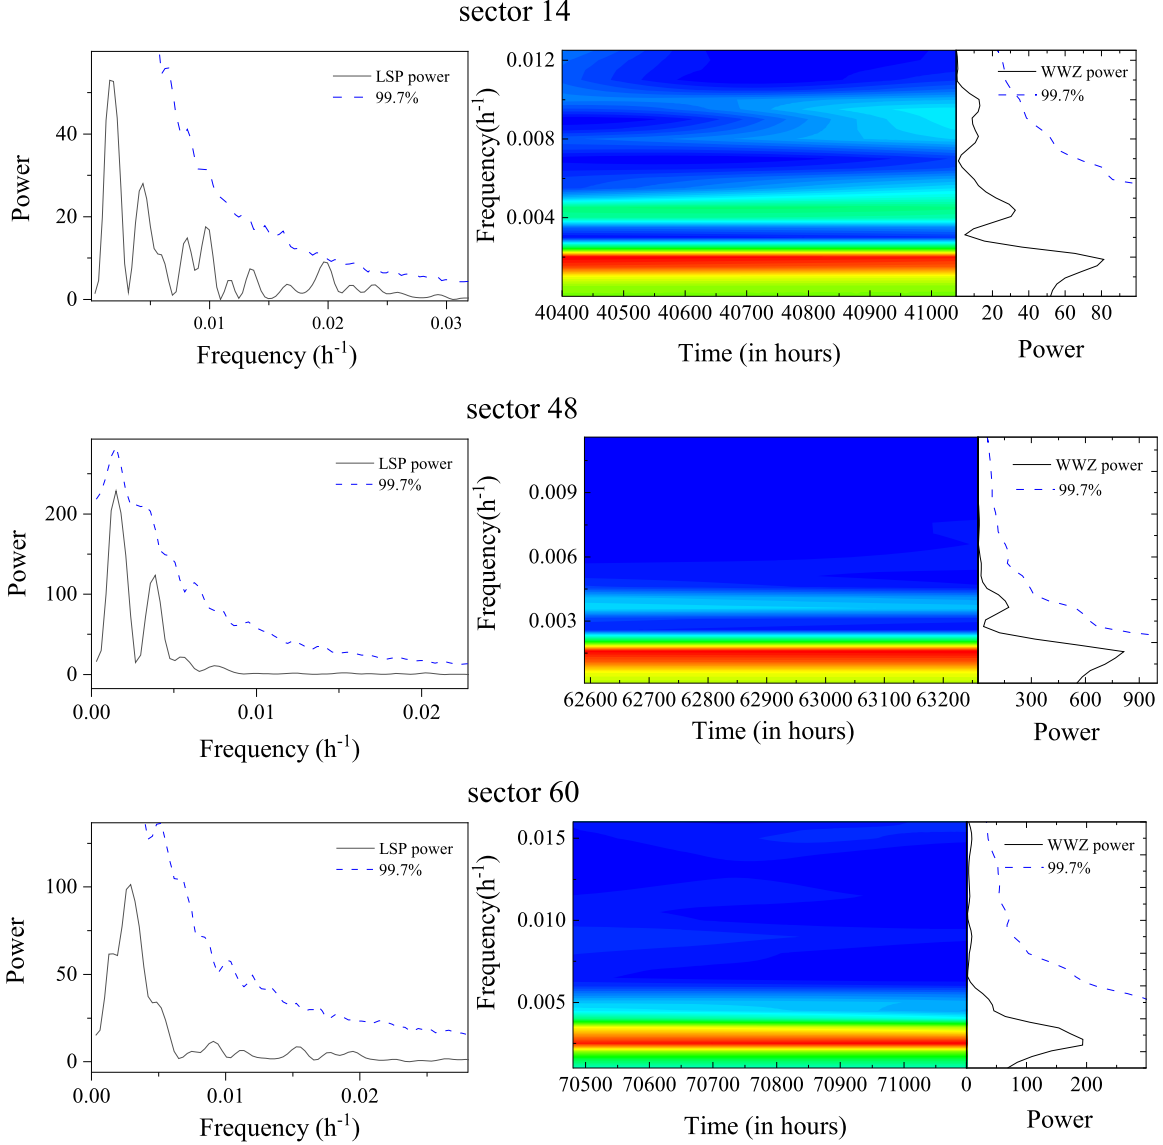 sector 14
LSP power
99.7%
Power
40
20
0
0.01
0.02
0.03
Frequency (h-1)
Frequency(h-1)
0.012
0.008
0.004
40400 40500 40600 40700 40800 40900 41000
Time (in hours)
WWZ power
99.7%
20 40 60 80
Power
sector 48
LSP power
99.7%
Power
200
100
0
0.00
0.01
0.02
Frequency (h-1)
Frequency(h-1)
0.009
0.006
0.003
62600 62700 62800 62900 63000 63100 63200
Time (in hours)
WWZ power
99.7%
300 600 900
Power
sector 60
LSP power
99.7%
Power
100
50
0
0.00
0.01
0.02
Frequency (h-1)
Frequency(h-1)
0.015
0.010
0.005
70500 70600 70700 70800 70900 71000
Time (in hours)
WWZ power
99.7%
0 100 200
Power